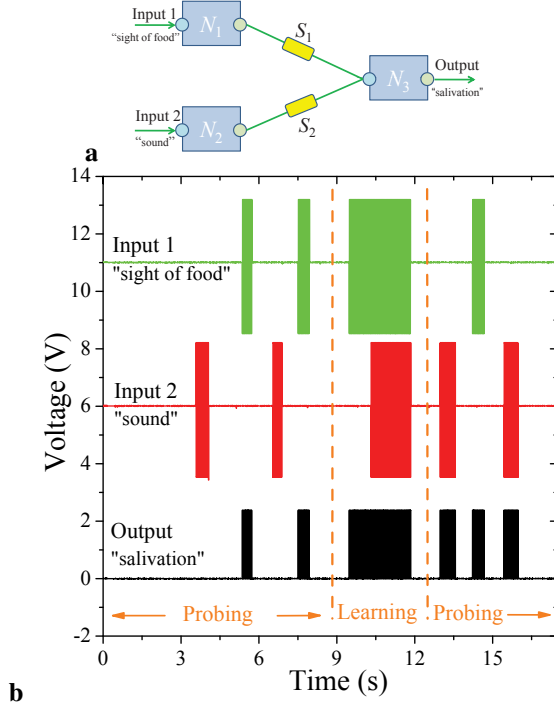 Input 1
"sight of food"
N1
S1
Input 2
"sound"
N2
S2
N3
Output
"salivation"
a
14
12
10
8
6
4
2
0
-2
Voltage (V)
Input 1
"sight of food"
Input 2
"sound"
Output
"salivation"
Probing
Learning
Probing
0
3
6
9
12
15
Time (s)
b